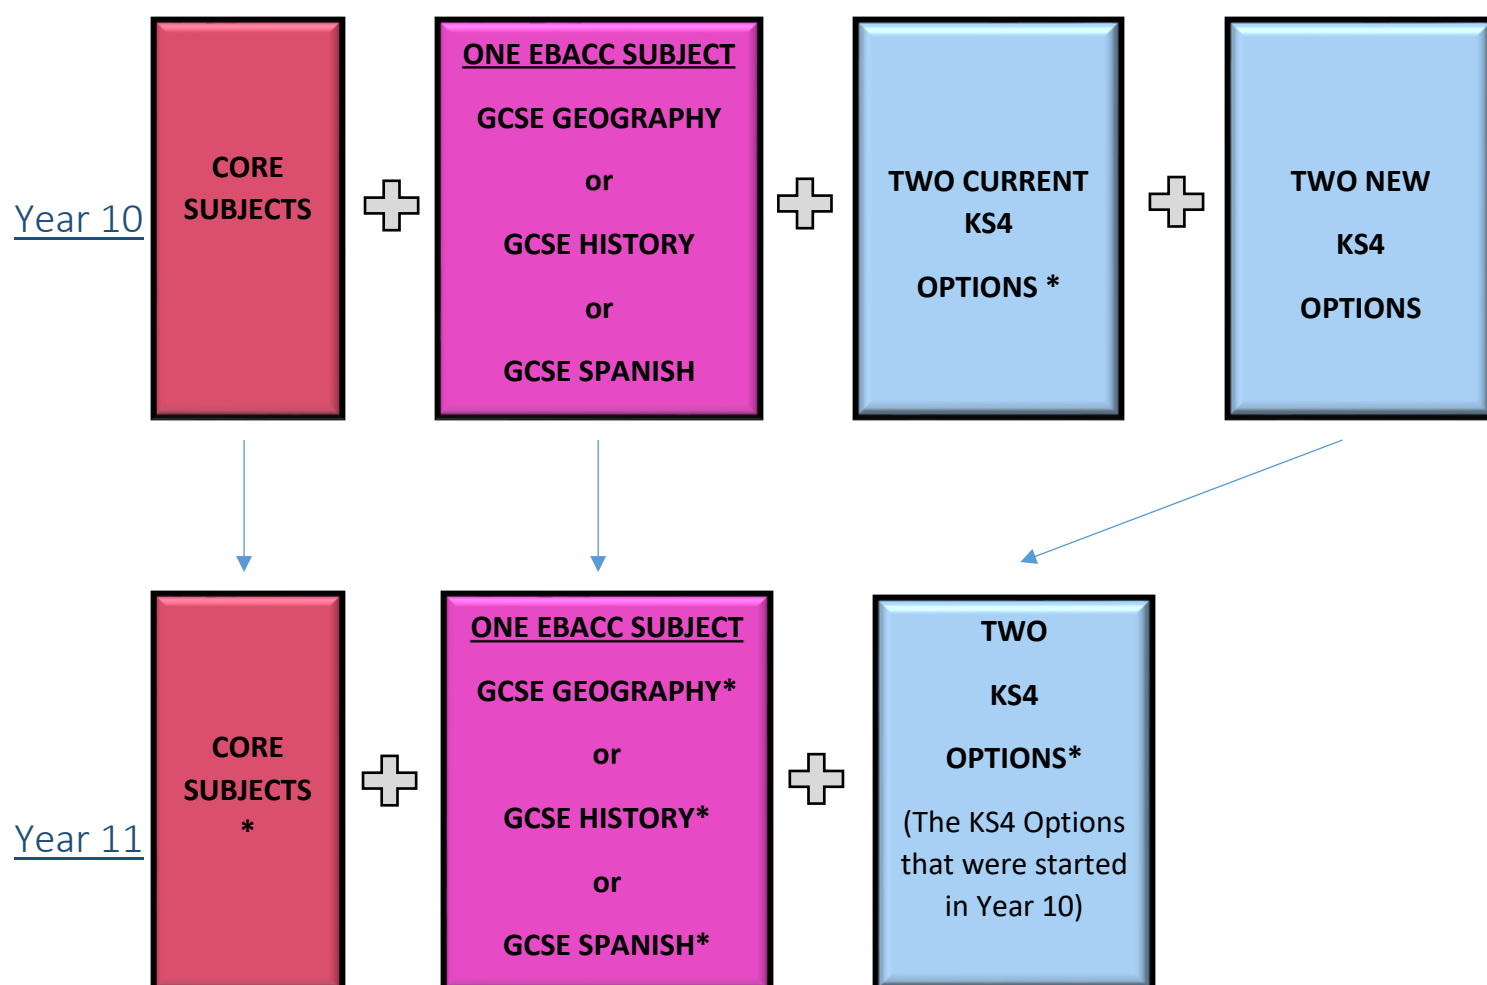 Year 10
CORE
SUBJECTS
ONE EBACC SUBJECT
GCSE GEOGRAPHY
or
GCSE HISTORY
or
GCSE SPANISH
TWO CURRENT
KS4
OPTIONS *
TWO NEW
KS4
OPTIONS
Year 11
CORE
SUBJECTS
*
ONE EBACC SUBJECT
GCSE GEOGRAPHY*
or
GCSE HISTORY*
or
GCSE SPANISH*
TWO
KS4
OPTIONS*
(The KS4 Options
that were started
in Year 10)